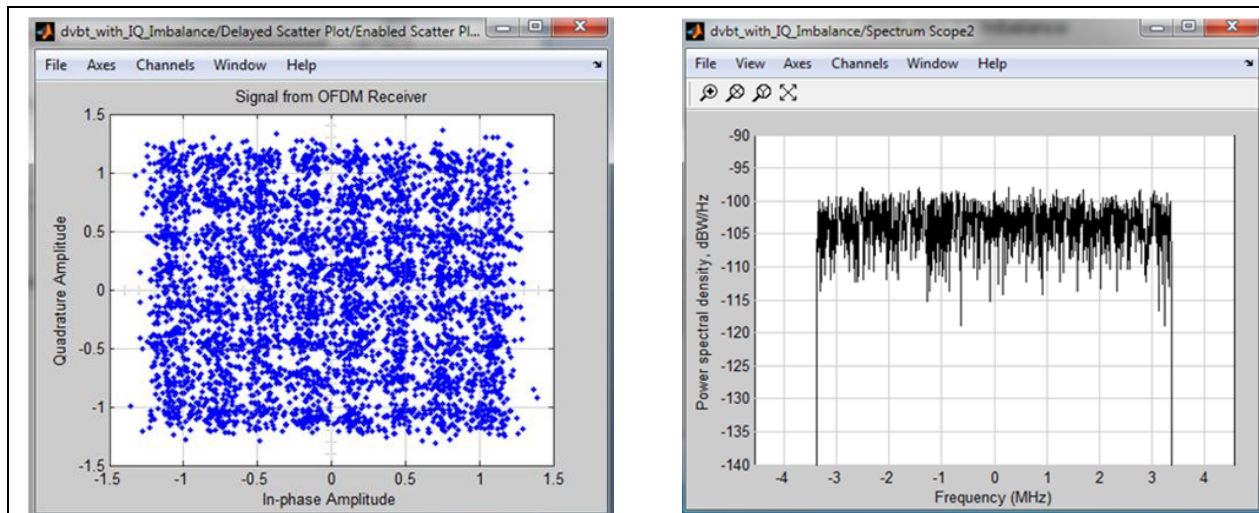 dvbt_with_IQ_Imbalance/Delayed Scatter Plot/Enabled Scatter Pl...
File Axes Channels Window Help
Signal from OFDM Receiver
1.5
1
0.5
0
-0.5
-1
-1.5
Quadrature Amplitude
-1.5 -1 -0.5 0 0.5 1 1.5
In-phase Amplitude
dvbt_with_IQ_Imbalance/Spectrum Scope2
File View Axes Channels Window Help
-90
-95
-100
-105
-110
-115
-120
-125
-130
-135
-140
Power spectral density, dBW/Hz
-4 -3 -2 -1 0 1 2 3 4
Frequency (MHz)